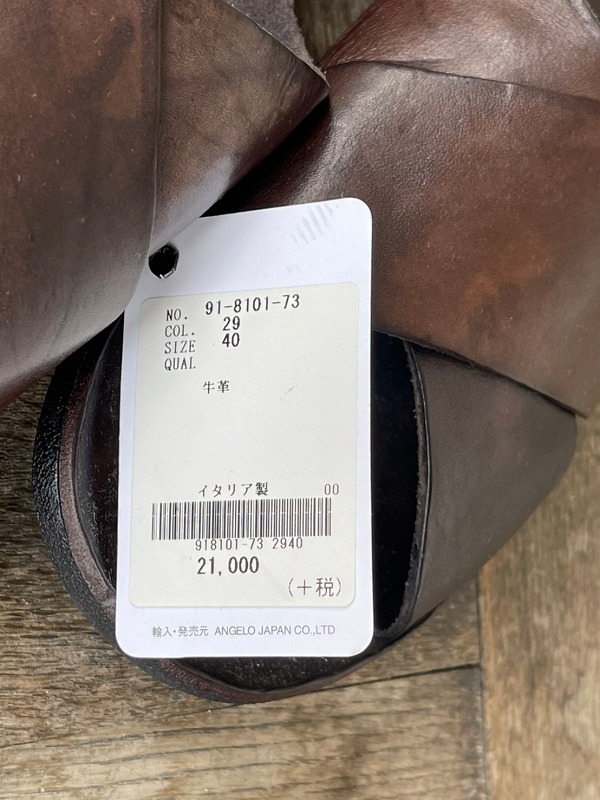 NO. 91-8101-73
COL. 29
SIZE 40
QUAL
牛革
イタリア製 00
918101-73 2940
21,000
(+税)
輸入・発売元 ANGELO JAPAN CO.,LTD